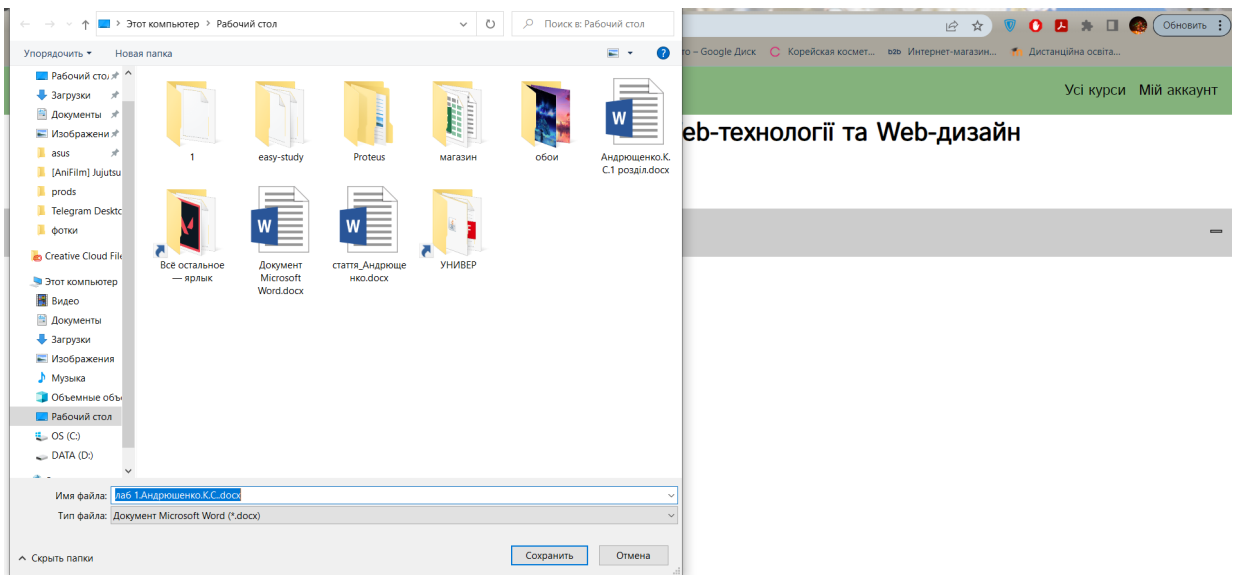 Этот компьютер > Рабочий стол
Поиск в: Рабочий стол
Обновить
Упорядочить
Новая папка
то – Google Диск
Корейская космет...
b2b Интернет-магазин...
Дистанційна освіта...
Усі курси Мій аккаунт
eb-технології та Web-дизайн
Рабочий стол
Загрузки
Документы
Изображени
asus
[AniFilm] Jujutsu
prods
Telegram Deskto
фотки
Creative Cloud File
Этот компьютер
Видео
Документы
Загрузки
Изображения
Музыка
Объемные объ
Рабочий стол
OS (C:)
DATA (D:)
1
easy-study
Proteus
магазин
обои
Андрющенко.К.
С.1 розділ.docx
Всё остальное
— ярлык
Документ
Microsoft
Word.docx
стаття_Андрюще
нко.docx
УНИВЕР
Имя файла: лаб 1.Андрюшенко.К.С..docx
Тип файла: Документ Microsoft Word (*.docx)
Скрыть папки
Сохранить
Отмена